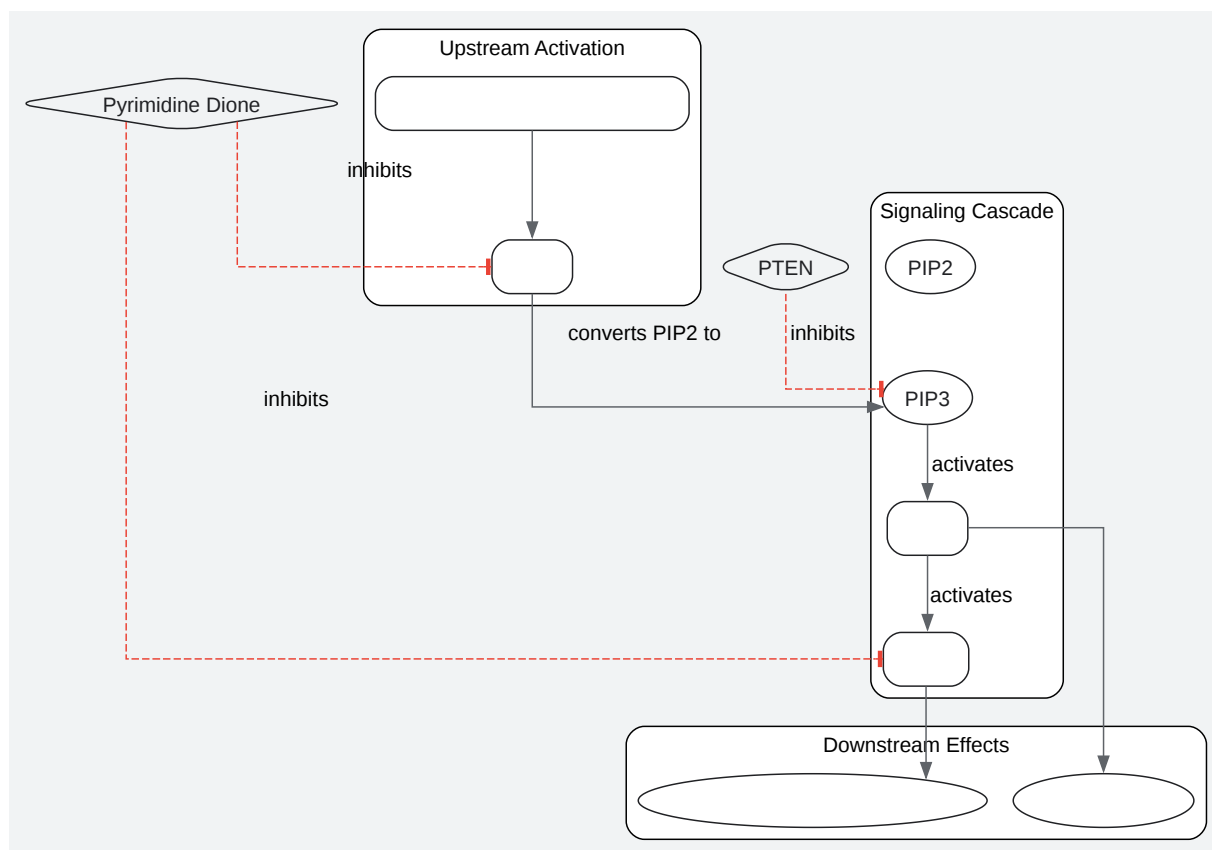 Upstream Activation
Pyrimidine Dione
inhibits
Signaling Cascade
PTEN
PIP2
converts PIP2 to
inhibits
inhibits
PIP3
activates
activates
Downstream Effects